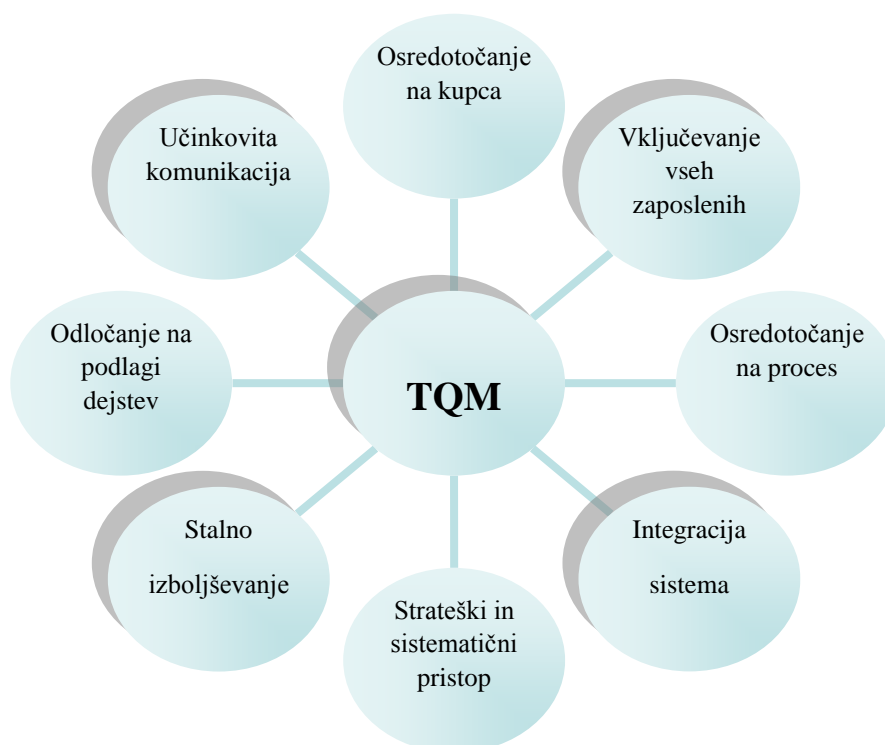 Osredotočanje
na kupca
Učinkovita
komunikacija
Vključevanje
vseh
zaposlenih
Odločanje na
podlagi
dejstev
TQM
Osredotočanje
na proces
Stalno
izboljševanje
Integracija
sistema
Strateški in
sistematični
pristop